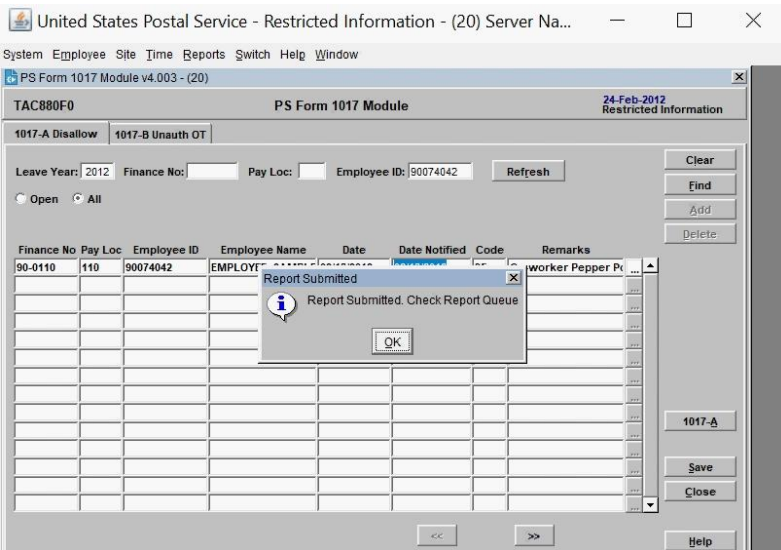 United States Postal Service - Restricted Information - (20) Server Na...
System Employee Site Time Reports Switch Help Window
PS Form 1017 Module v4.003 - (20)
TAC880F0 PS Form 1017 Module 24-Feb-2012
Restricted Information
1017-A Disallow 1017-B Unauth OT
Clear
Leave Year: 2012 Finance No: Pay Loc: Employee ID: 90074042 Refresh
Find
Open All
Add
Delete
Finance No Pay Loc Employee ID Employee Name Date Date Notified Code Remarks
90-0110 110 90074042 Pepper ...
Report Submitted
Report Submitted. Check Report Queue
OK
1017-A
Save
Close
<< >>
Help